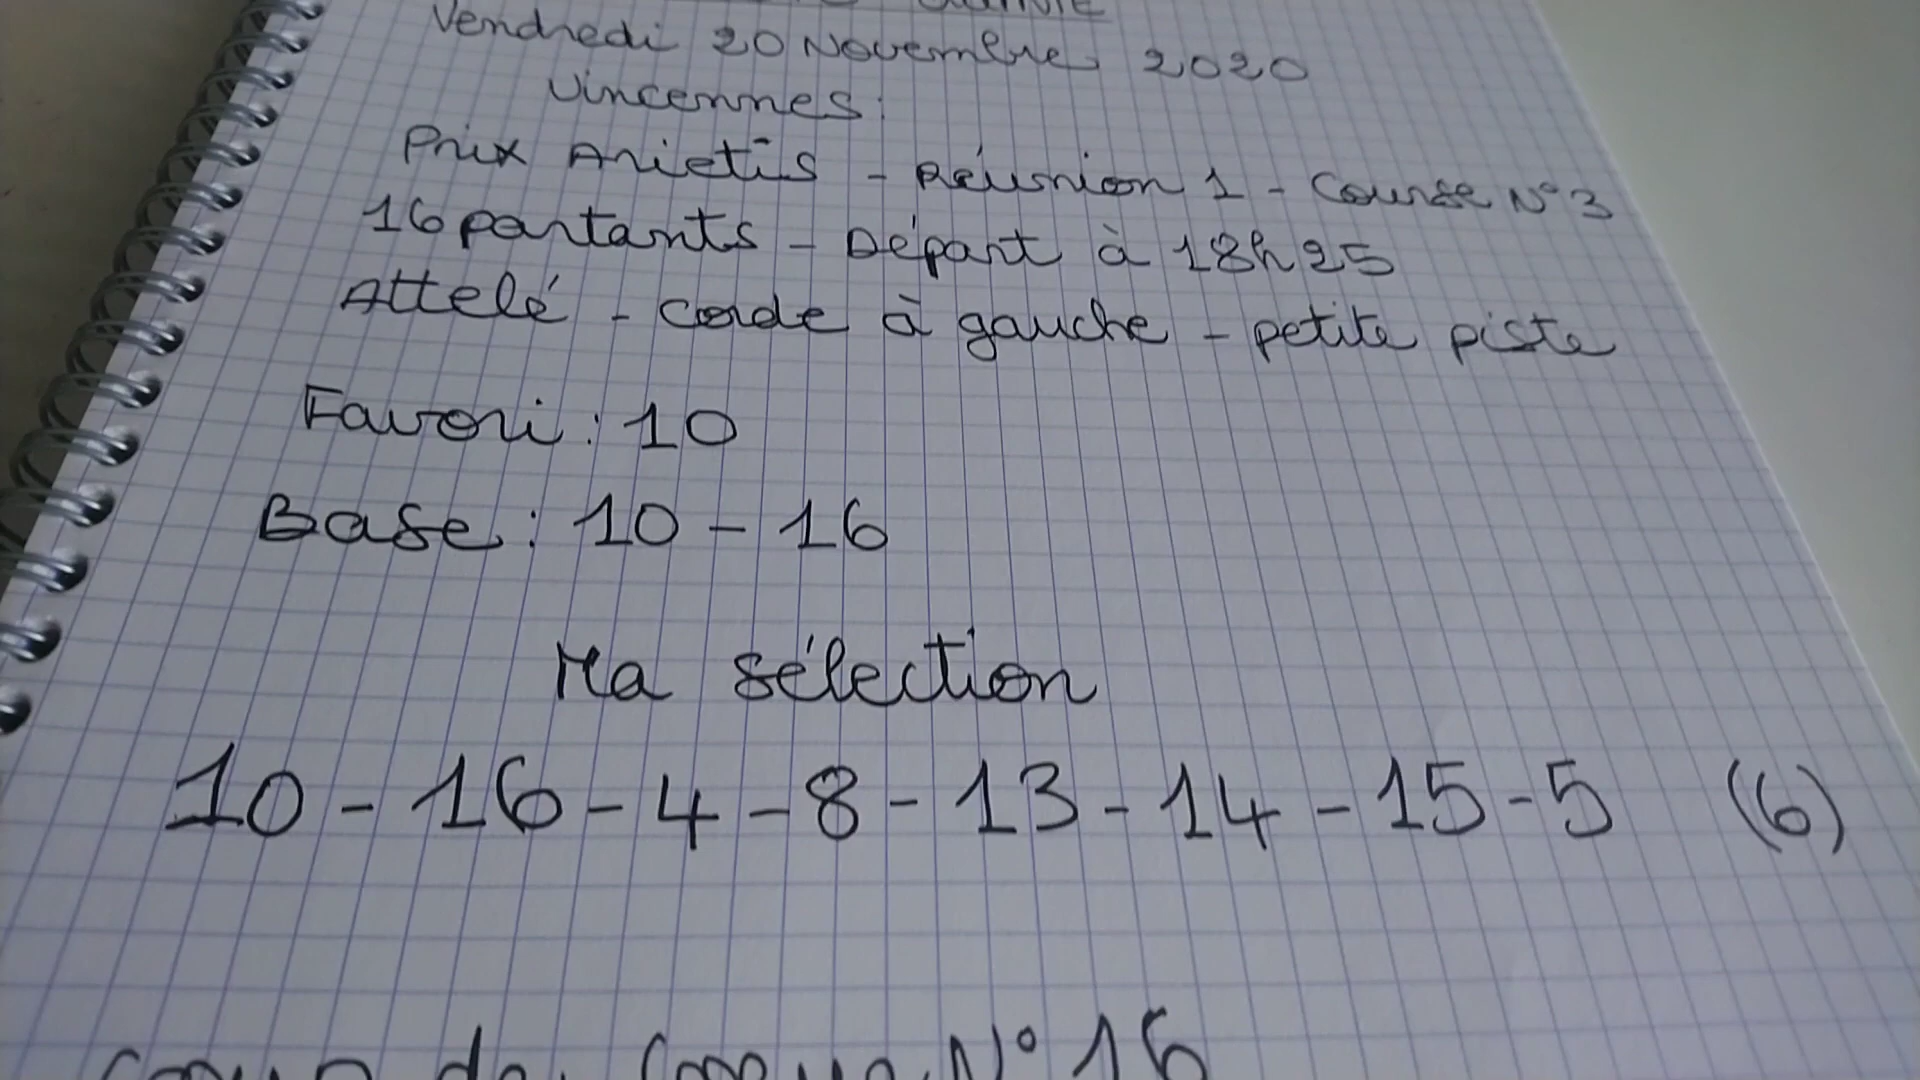 Vendredi 20 Novembre 2020
Vincennes:
Prix Arietis - Réunion 1 - Course N°3
16 partants - Départ à 18h25
Attelé - corde à gauche - petite piste
Favori : 10
Base : 10 - 16
Ma sélection
10 - 16 - 4 - 8 - 13 - 14 - 15 - 5 (6)
N° 16